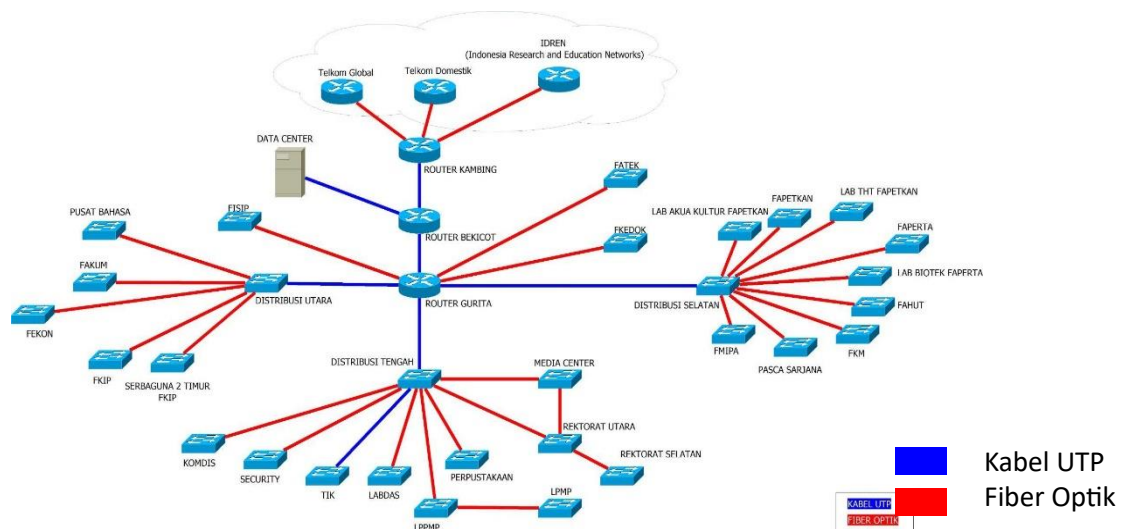 IDREN
(Indonesia Research and Education Networks)
Telkom Global
Telkom Domestik
DATA CENTER
ROUTER KAMBING
FATEK
LAB THT FAPETKAN
FAPETKAN
LAB AKUA KULTUR FAPETKAN
PUSAT BAHASA
FISIP
ROUTER BEKICOT
FKEDOK
FAPERTA
FAKUM
LAB BIOTEK FAPERTA
DISTRIBUSI UTARA
ROUTER GURITA
DISTRIBUSI SELATAN
FAHUT
FEKON
FMIPA
FKM
PASCA SARJANA
FKIP
SERBAGUNA 2 TIMUR
FKIP
DISTRIBUSI TENGAH
MEDIA CENTER
REKTORAT UTARA
REKTORAT SELATAN
KOMDIS
SECURITY
TIK
LABDAS
PERPUSTAKAAN
LPPMP
LPMP
KABEL UTP
FIBER OPTIK
Kabel UTP
Fiber Optik